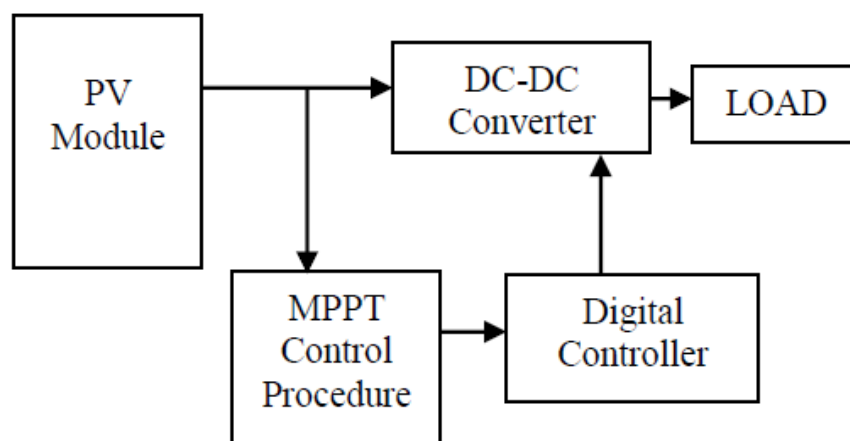 PV
Module
DC-DC
Converter
LOAD
MPPT
Control
Procedure
Digital
Controller